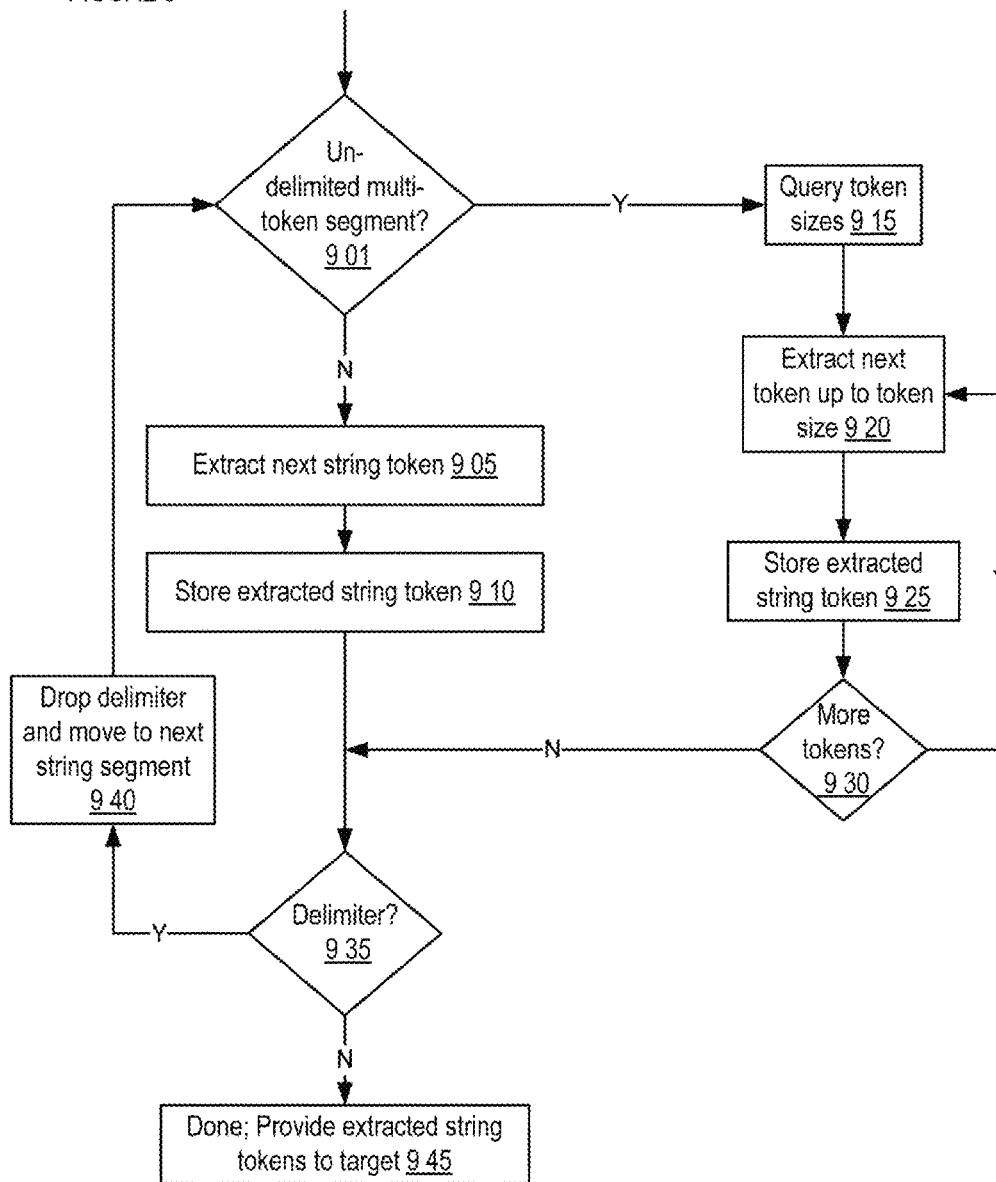 Un-
delimited multi-
token segment?
9 01
Y
Query token
sizes 9 15
N
Extract next
token up to token
size 9 20
Extract next string token 9 05
Store extracted string token 9 10
Store extracted
string token 9 25
Drop delimiter
and move to next
string segment
9 40
N
More
tokens?
9 30
Delimiter?
9 35
Y
N
Done; Provide extracted string
tokens to target 9 45